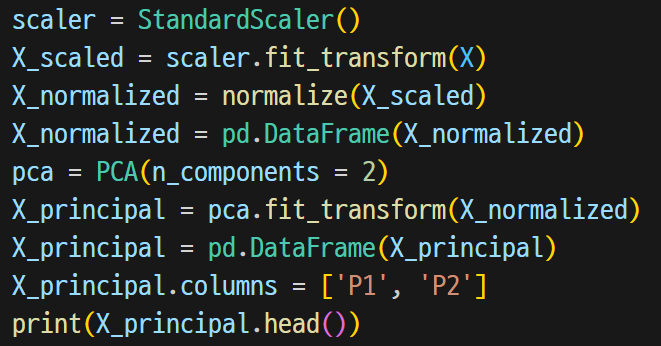 scaler = StandardScaler()
X_scaled = scaler.fit_transform(X)
X_normalized = normalize(X_scaled)
X_normalized = pd.DataFrame(X_normalized)
pca = PCA(n_components = 2)
X_principal = pca.fit_transform(X_normalized)
X_principal = pd.DataFrame(X_principal)
X_principal.columns = ['P1', 'P2']
print(X_principal.head())